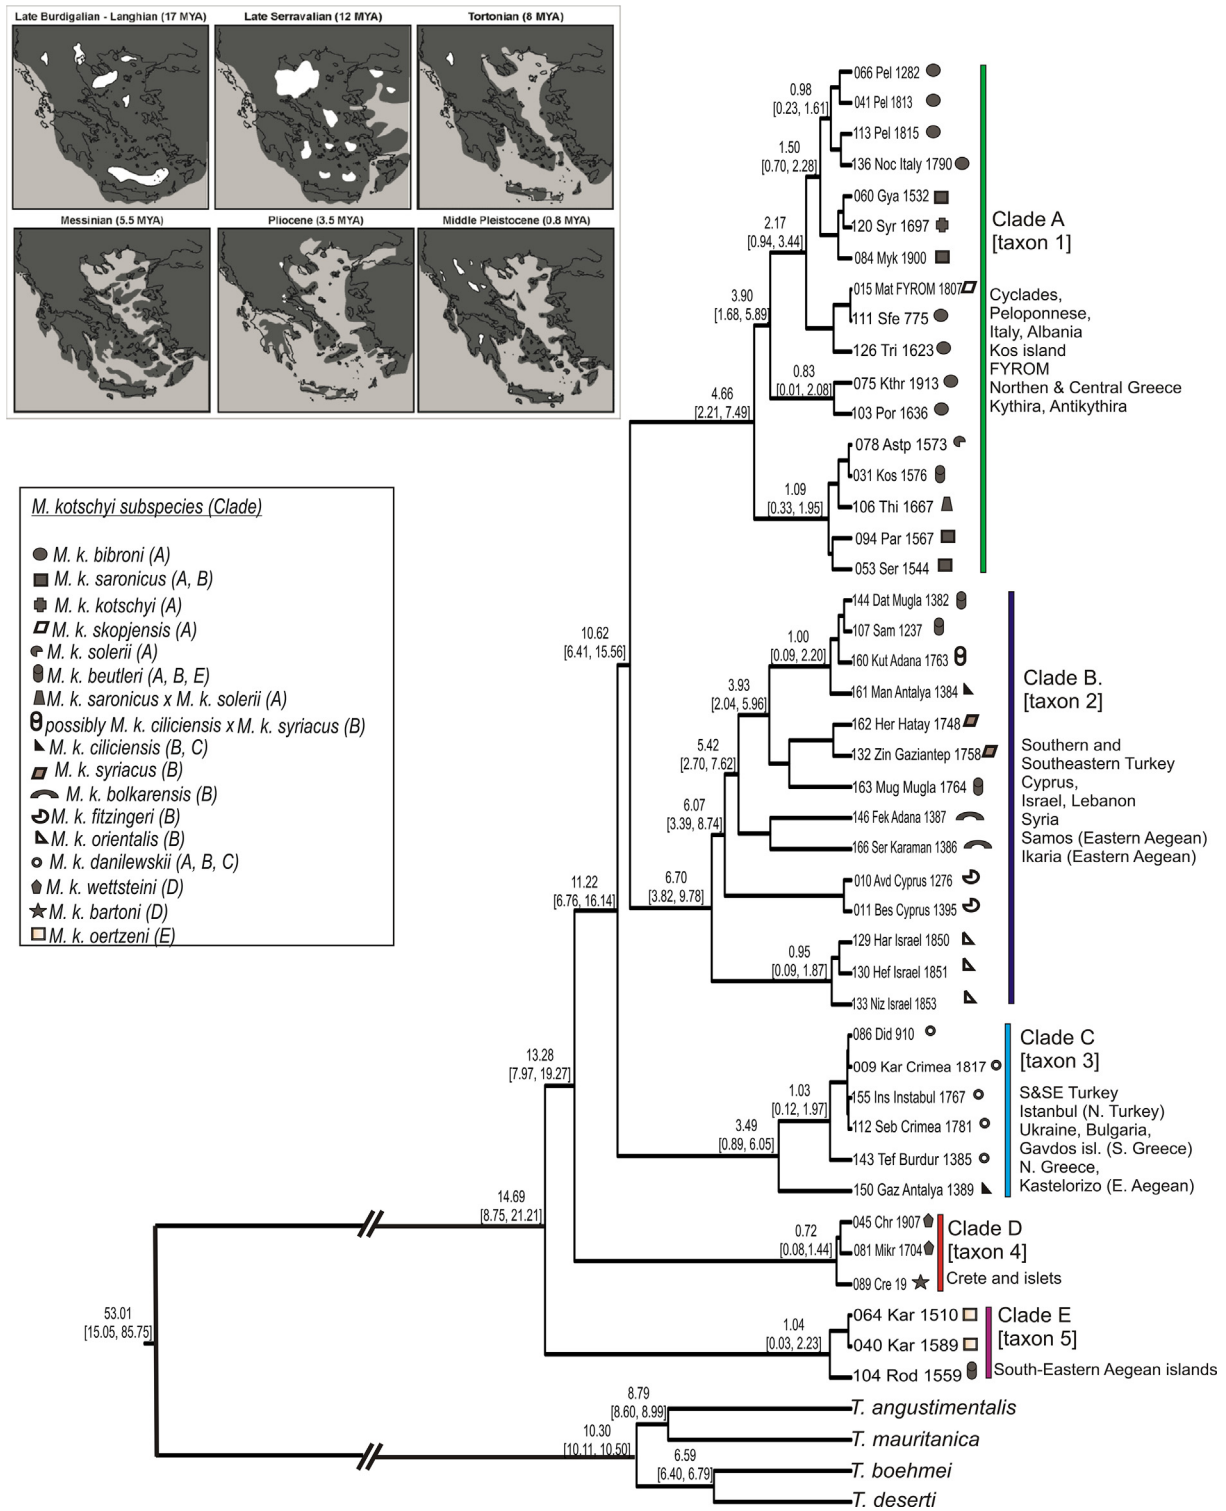 Late Burdigalian - Langhian (17 MYA)
Late Serravalian (12 MYA)
Tortonian (8 MYA)
Messinian (5.5 MYA)
Pliocene (3.5 MYA)
Middle Pleistocene (0.8 MYA)
M. kotschyi subspecies (Clade)
M. k. bibroni (A)
M. k. saronicus (A, B)
M. k. kotschyi (A)
M. k. skopjensis (A)
M. k. solerii (A)
M. k. beutleri (A, B, E)
M. k. saronicus x M. k. solerii (A)
possibly M. k. ciliciensis x M. k. syriacus (B)
M. k. ciliciensis (B, C)
M. k. syriacus (B)
M. k. bolkarensis (B)
M. k. fitzingeri (B)
M. k. orientalis (B)
M. k. danilewskii (A, B, C)
M. k. wettsteini (D)
M. k. bartoni (D)
M. k. oertzeni (E)
53.01
[15.05, 85.75]
14.69
[8.75, 21.21]
13.28
[7.97, 19.27]
11.22
[6.76, 16.14]
10.62
[6.41, 15.56]
4.66
[2.21, 7.49]
3.90
[1.68, 5.89]
2.17
[0.94, 3.44]
1.50
[0.70, 2.28]
0.98
[0.23, 1.61]
0.83
[0.01, 2.08]
1.09
[0.33, 1.95]
6.70
[3.82, 9.78]
6.07
[3.39, 8.74]
5.42
[2.70, 7.62]
3.93
[2.04, 5.96]
1.00
[0.09, 2.20]
0.95
[0.09, 1.87]
3.49
[0.89, 6.05]
1.03
[0.12, 1.97]
0.72
[0.08,1.44]
1.04
[0.03, 2.23]
10.30
[10.11, 10.50]
8.79
[8.60, 8.99]
6.59
[6.40, 6.79]
066 Pel 1282
041 Pel 1813
113 Pel 1815
136 Noc Italy 1790
060 Gya 1532
120 Syr 1697
084 Myk 1900
015 Mat FYROM 1807
111 Sfe 775
126 Tri 1623
075 Kthr 1913
103 Por 1636
078 Astp 1573
031 Kos 1576
106 Thi 1667
094 Par 1567
053 Ser 1544
Clade A
[taxon 1]
Cyclades,
Peloponnese,
Italy, Albania
Kos island
FYROM
Northen & Central Greece
Kythira, Antikythira
144 Dat Mugla 1382
107 Sam 1237
160 Kut Adana 1763
161 Man Antalya 1384
162 Her Hatay 1748
132 Zin Gaziantep 1758
163 Mug Mugla 1764
146 Fek Adana 1387
166 Ser Karaman 1386
010 Avd Cyprus 1276
011 Bes Cyprus 1395
129 Har Israel 1850
130 Hef Israel 1851
133 Niz Israel 1853
Clade B.
[taxon 2]
Southern and
Southeastern Turkey
Cyprus,
Israel, Lebanon
Syria
Samos (Eastern Aegean)
Ikaria (Eastern Aegean)
086 Did 910
009 Kar Crimea 1817
155 Ins Instabul 1767
112 Seb Crimea 1781
143 Tef Burdur 1385
150 Gaz Antalya 1389
Clade C
[taxon 3]
S&SE Turkey
Istanbul (N. Turkey)
Ukraine, Bulgaria,
Gavdos isl. (S. Greece)
N. Greece,
Kastelorizo (E. Aegean)
045 Chr 1907
081 Mikr 1704
089 Cre 19
Clade D
[taxon 4]
Crete and islets
064 Kar 1510
040 Kar 1589
104 Rod 1559
Clade E
[taxon 5]
South-Eastern Aegean islands
T. angustimentalis
T. mauritanica
T. boehmei
T. deserti